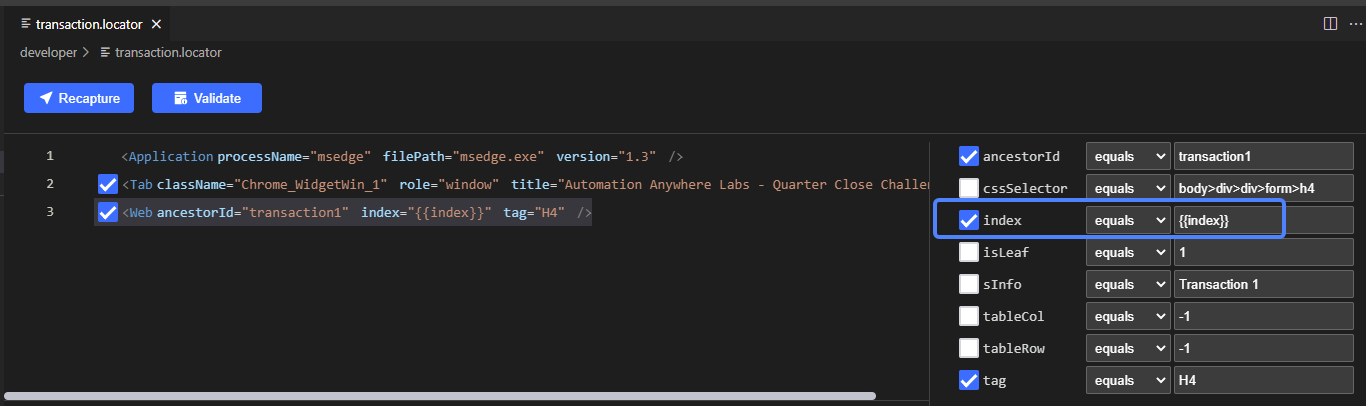 transaction.locator
developer > transaction.locator
Recapture Validate
1 <Application processName="msedge" filePath="msedge.exe" version="1.3" />
2 <Tab className="Chrome_WidgetWin_1" role="window" title="Automation Anywhere Labs - Quarter Close Challen
3 <Web ancestorId="transaction1" index="{{index}}" tag="H4" />
ancestorId equals transaction1
cssSelector equals body>div>div>form>h4
index equals {{index}}
isLeaf equals 1
sInfo equals Transaction 1
tableCol equals -1
tableRow equals -1
tag equals H4